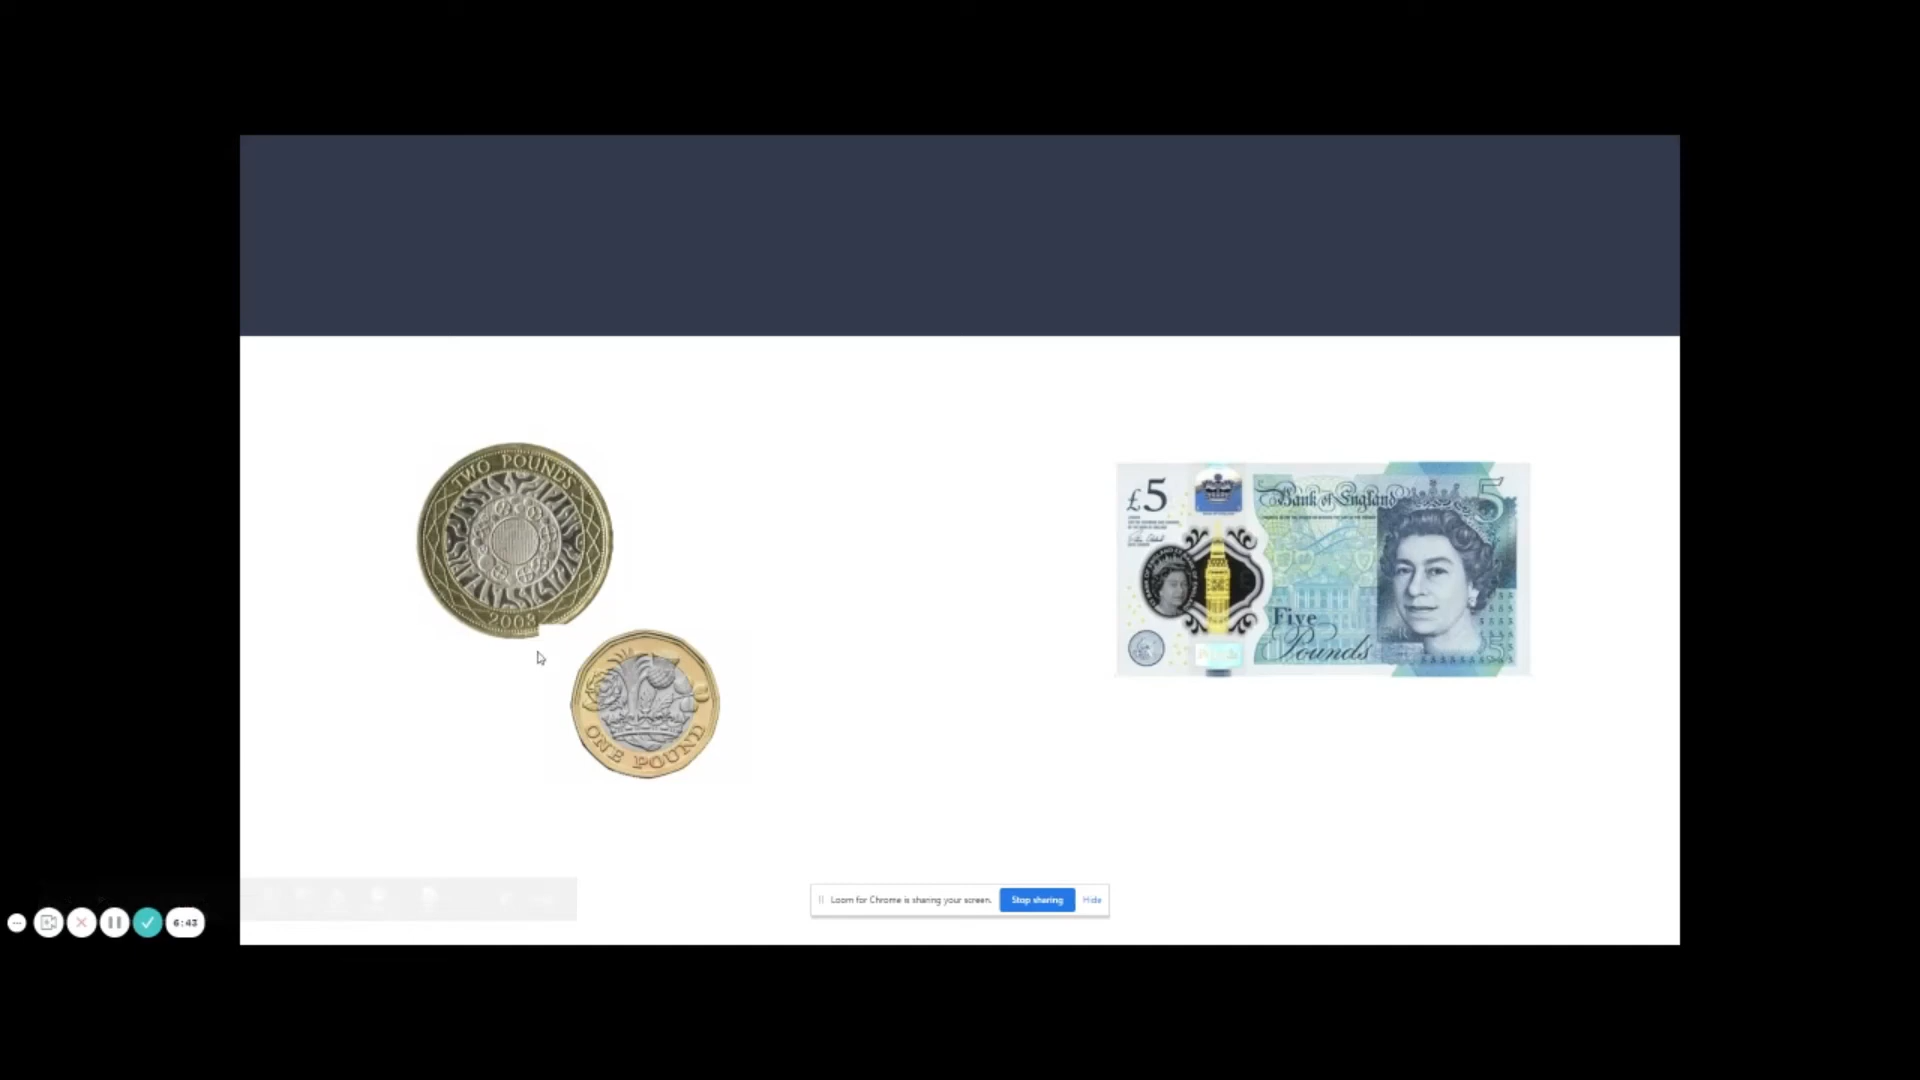 TWO POUNDS
2003
ONE POUND
£5
Bank of England
5
Five
Pounds
Loom for Chrome is sharing your screen.
Stop sharing
Hide
6:43